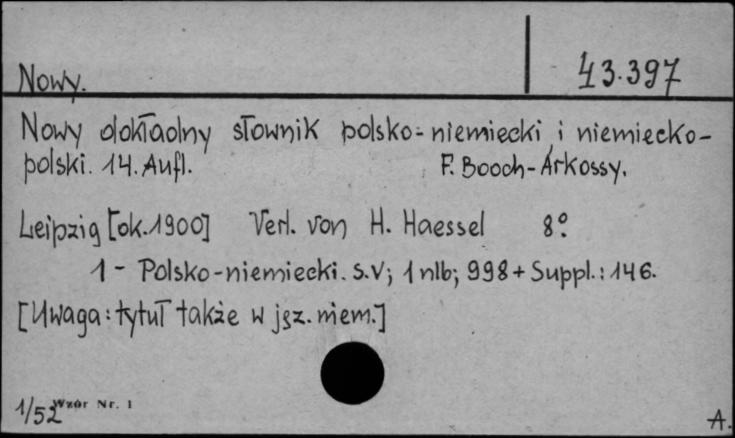 Nowy. 43.397
Nowy dokładny słownik polsko-niemiecki i niemiecko-
polski. 14. Aufl. F. Booch-Arkossy.
Leipzig [ok. 1900] Verl. von H. Haessel 8°
1 - Polsko-niemiecki. s. V; 1 nlb; 998 + Suppl.: 146.
[Uwaga: tytuł także w jęz. niem.]
1/52 Wzór Nr. 1 A.